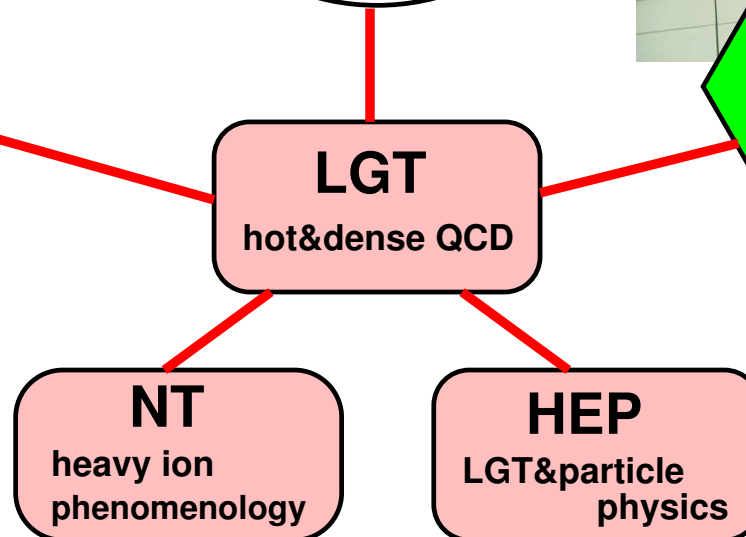 LGT
hot&dense QCD
NT
heavy ion
phenomenology
HEP
LGT&particle
physics